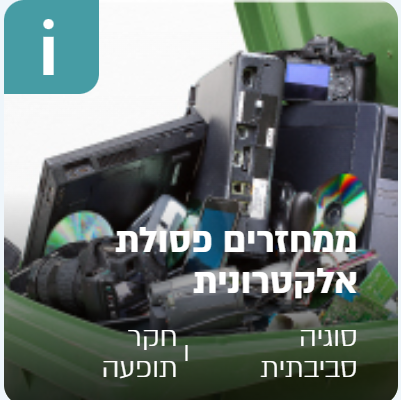 i
ממחזרים פסולת
אלקטרונית
סוגיה | חקר
סביבתית תופעה